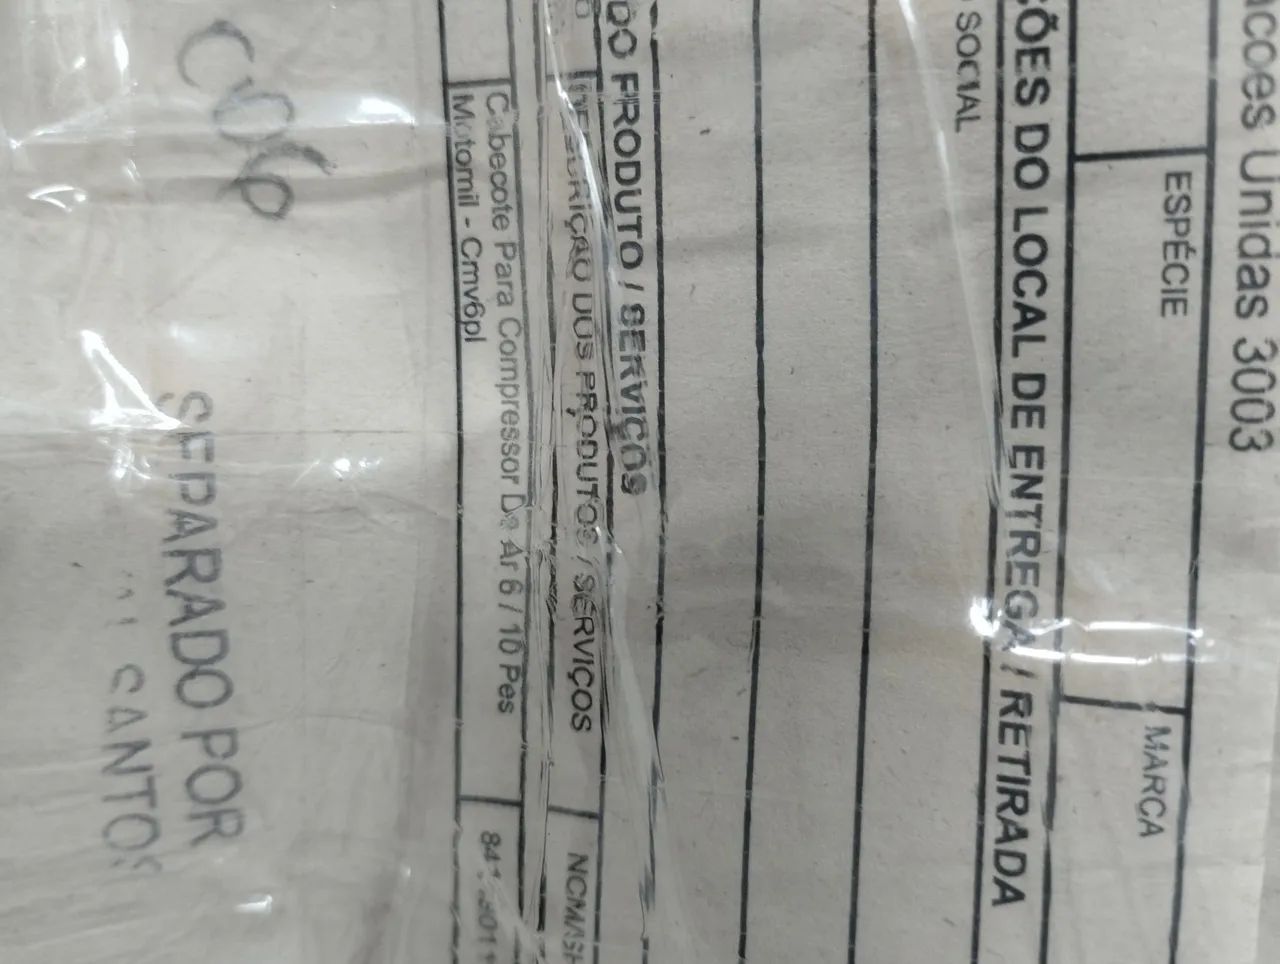 acoes Unidas 3003
ESPÉCIE
MARCA
ÇÕES DO LOCAL DE ENTREGA / RETIRADA
SOCIAL
DO PRODUTO / SERVIÇOS
DESCRIÇÃO DOS PRODUTOS / SERVIÇOS
NCM/SH
Cabecote Para Compressor De Ar 6 / 10 Pes
Motomil - Cmv6pl
SEPARADO POR
SANTOS